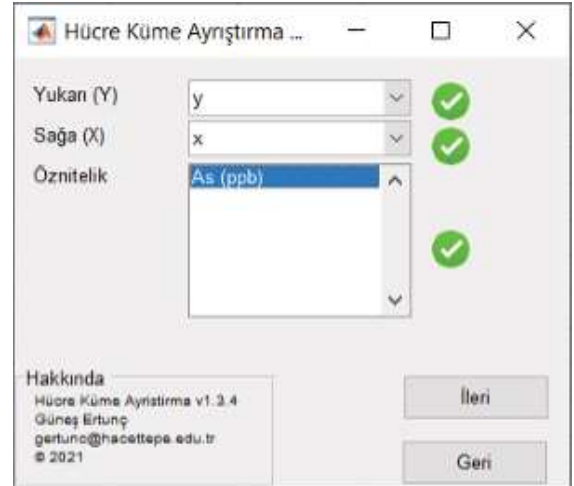 Hücre Küme Ayrıştırma ...
Yukarı (Y)
y
Sağa (X)
x
Öznitelik
As (ppb)
Hakkında
Hücre Küme Ayrıstirma v1.3.4
Güneş Ertunç
gertunc@hacettepe.edu.tr
© 2021
İleri
Geri